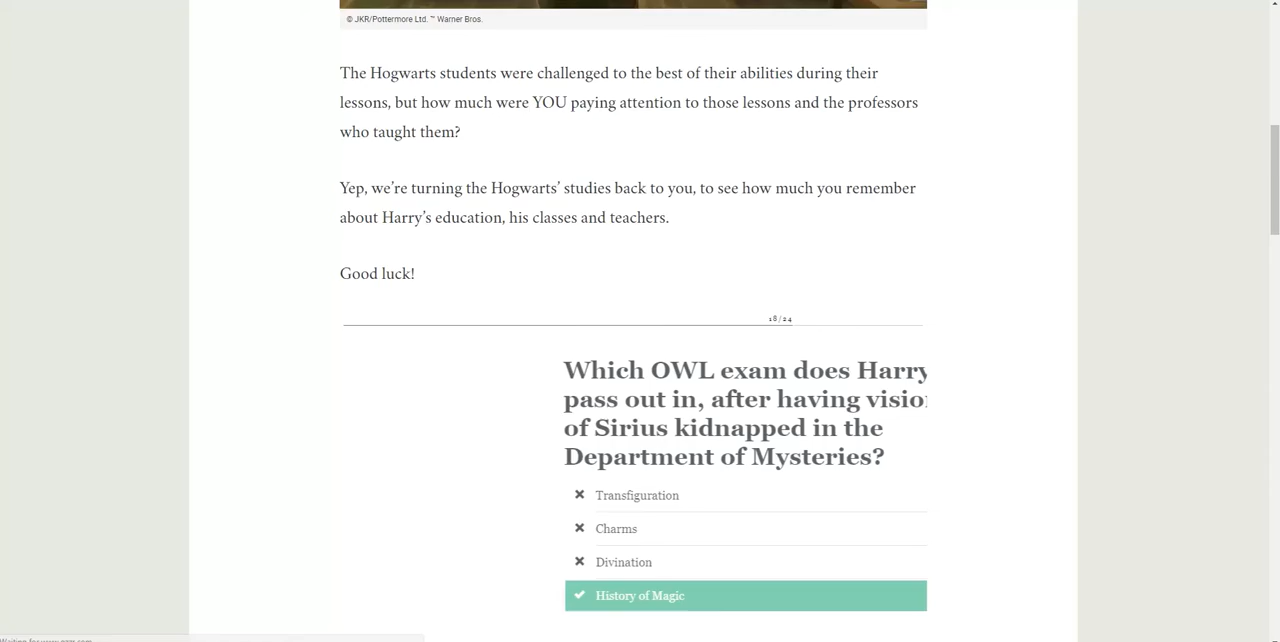 © JKR/Pottermore Ltd. ™ Warner Bros.
The Hogwarts students were challenged to the best of their abilities during their
lessons, but how much were YOU paying attention to those lessons and the professors
who taught them?
Yep, we’re turning the Hogwarts’ studies back to you, to see how much you remember
about Harry’s education, his classes and teachers.
Good luck!
18/24
Which OWL exam does Harry
pass out in, after having
of Sirius kidnapped in the
Department of Mysteries?
Transfiguration
Charms
Divination
History of Magic